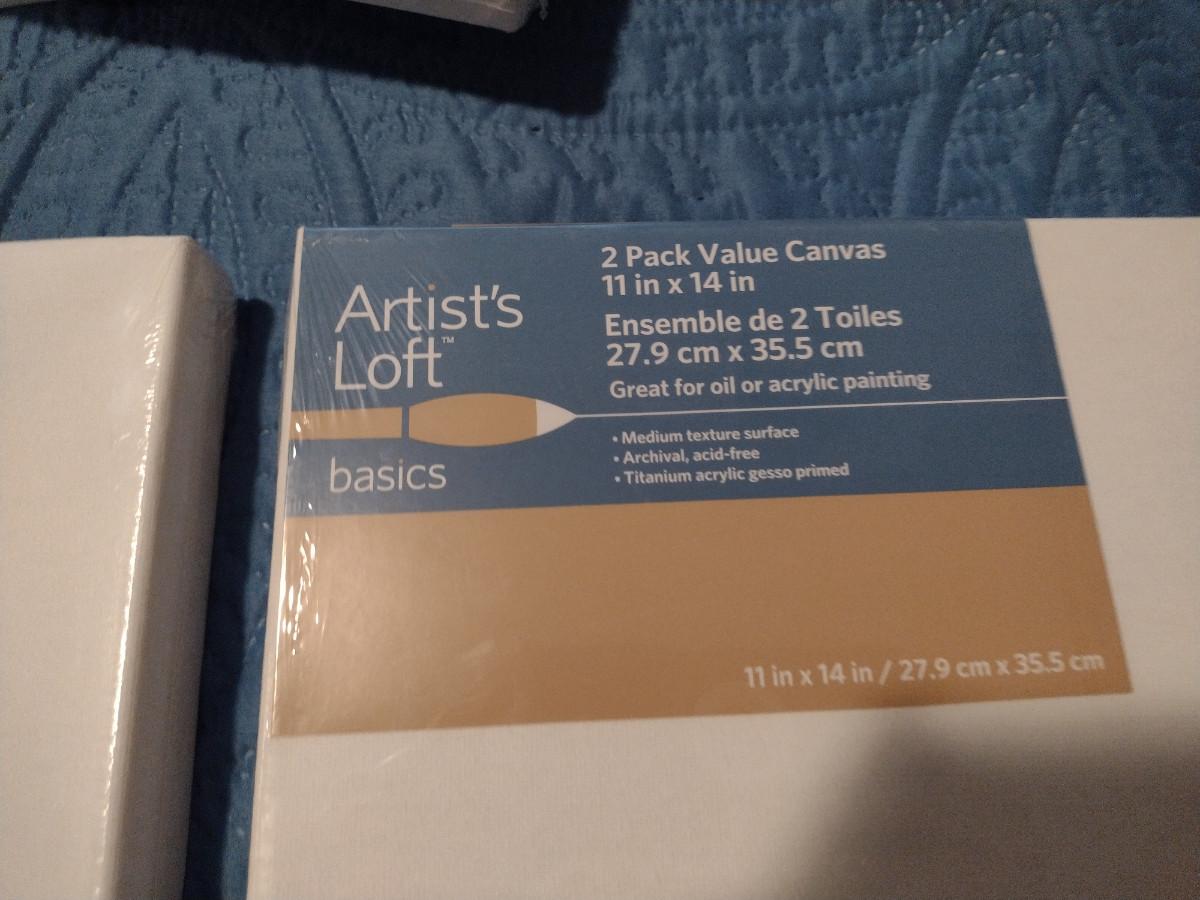 Artist's
Loft™
basics
2 Pack Value Canvas
11 in x 14 in
Ensemble de 2 Toiles
27.9 cm x 35.5 cm
Great for oil or acrylic painting
• Medium texture surface
• Archival, acid-free
• Titanium acrylic gesso primed
11 in x 14 in / 27.9 cm x 35.5 cm